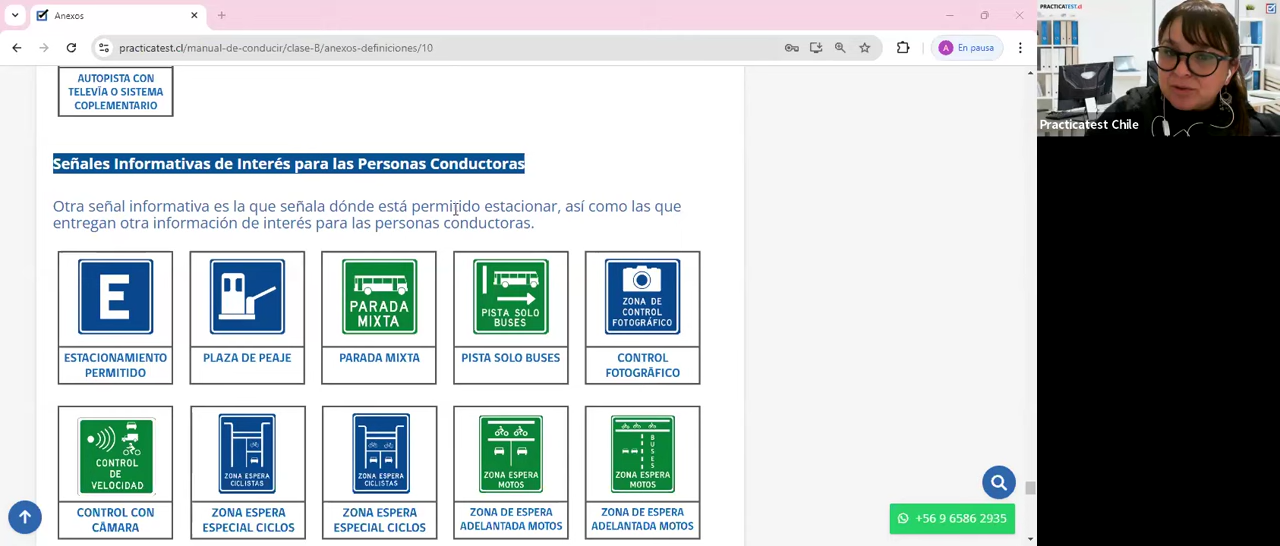 Anexos
practicatest.cl/manual-de-conducir/clase-B/anexos-definiciones/10
A
En pausa
PRACTICATEST.cl
Practicatest Chile
AUTOPISTA CON
TELEVÍA O SISTEMA
COPLEMENTARIO
Señales Informativas de Interés para las Personas Conductoras
Otra señal informativa es la que señala dónde está permitido estacionar, así como las que
entregan otra información de interés para las personas conductoras.
E
PARADA
MIXTA
PISTA SOLO
BUSES
ZONA DE
CONTROL
FOTOGRÁFICO
ESTACIONAMIENTO
PERMITIDO
PLAZA DE PEAJE
PARADA MIXTA
PISTA SOLO BUSES
CONTROL
FOTOGRÁFICO
CONTROL
DE
VELOCIDAD
ZONA ESPERA
CICLISTAS
ZONA ESPERA
CICLISTAS
ZONA ESPERA
MOTOS
BUSES
ZONA ESPERA
MOTOS
CONTROL CON
CÁMARA
ZONA ESPERA
ESPECIAL CICLOS
ZONA ESPERA
ESPECIAL CICLOS
ZONA DE ESPERA
ADELANTADA MOTOS
ZONA DE ESPERA
ADELANTADA MOTOS
+56 9 6586 2935